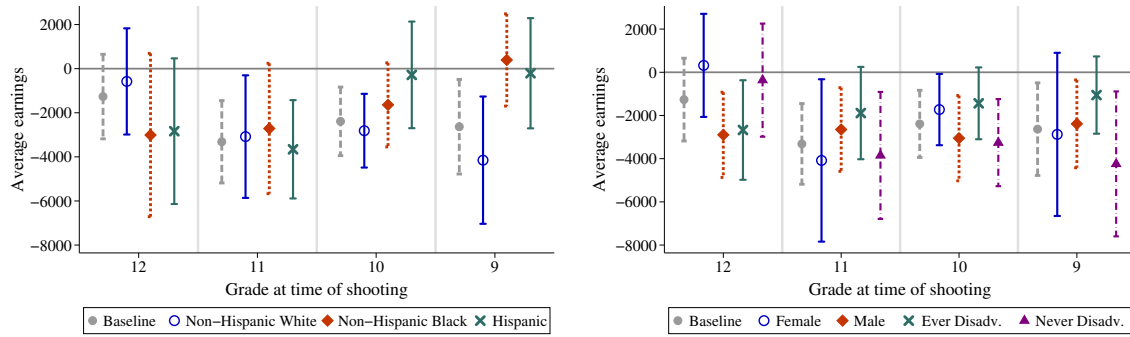 2000
0
−2000
−4000
−6000
−8000
Average earnings
12 11 10 9
Grade at time of shooting
Baseline Non−Hispanic White Non−Hispanic Black Hispanic
2000
0
−2000
−4000
−6000
−8000
Average earnings
12 11 10 9
Grade at time of shooting
Baseline Female Male Ever Disadv. Never Disadv.